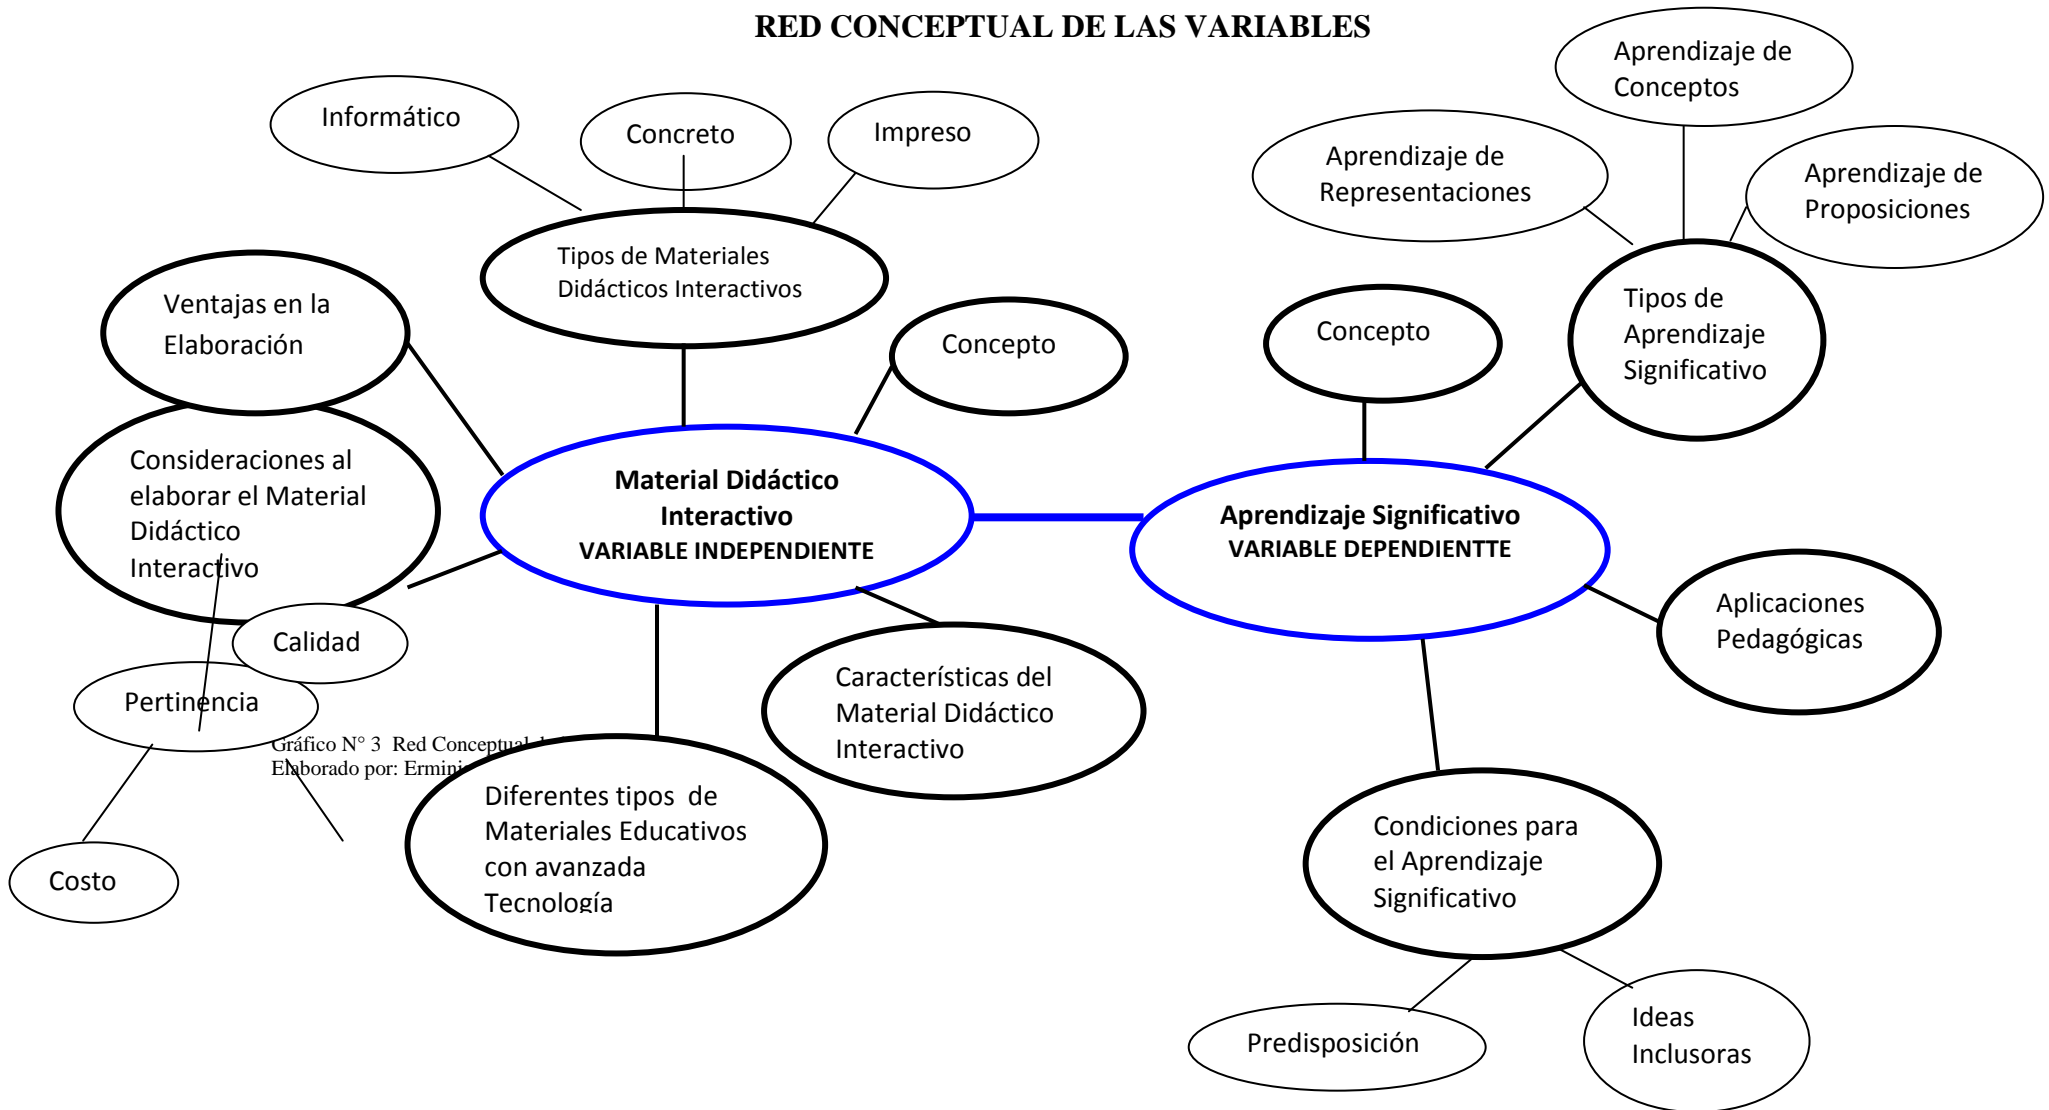 RED CONCEPTUAL DE LAS VARIABLES
Informático
Concreto
Impreso
Aprendizaje de
Conceptos
Aprendizaje de
Representaciones
Aprendizaje de
Proposiciones
Tipos de Materiales
Didácticos Interactivos
Ventajas en la
Elaboración
Concepto
Concepto
Tipos de
Aprendizaje
Significativo
Consideraciones al
elaborar el Material
Didáctico
Interactivo
Material Didáctico
Interactivo
VARIABLE INDEPENDIENTE
Aprendizaje Significativo
VARIABLE DEPENDIENTTE
Calidad
Pertinencia
Costo
Características del
Material Didáctico
Interactivo
Aplicaciones
Pedagógicas
Gráfico N° 3 Red Conceptual
Elaborado por:
Diferentes tipos de
Materiales Educativos
con avanzada
Tecnología
Condiciones para
el Aprendizaje
Significativo
Predisposición
Ideas
Inclusoras